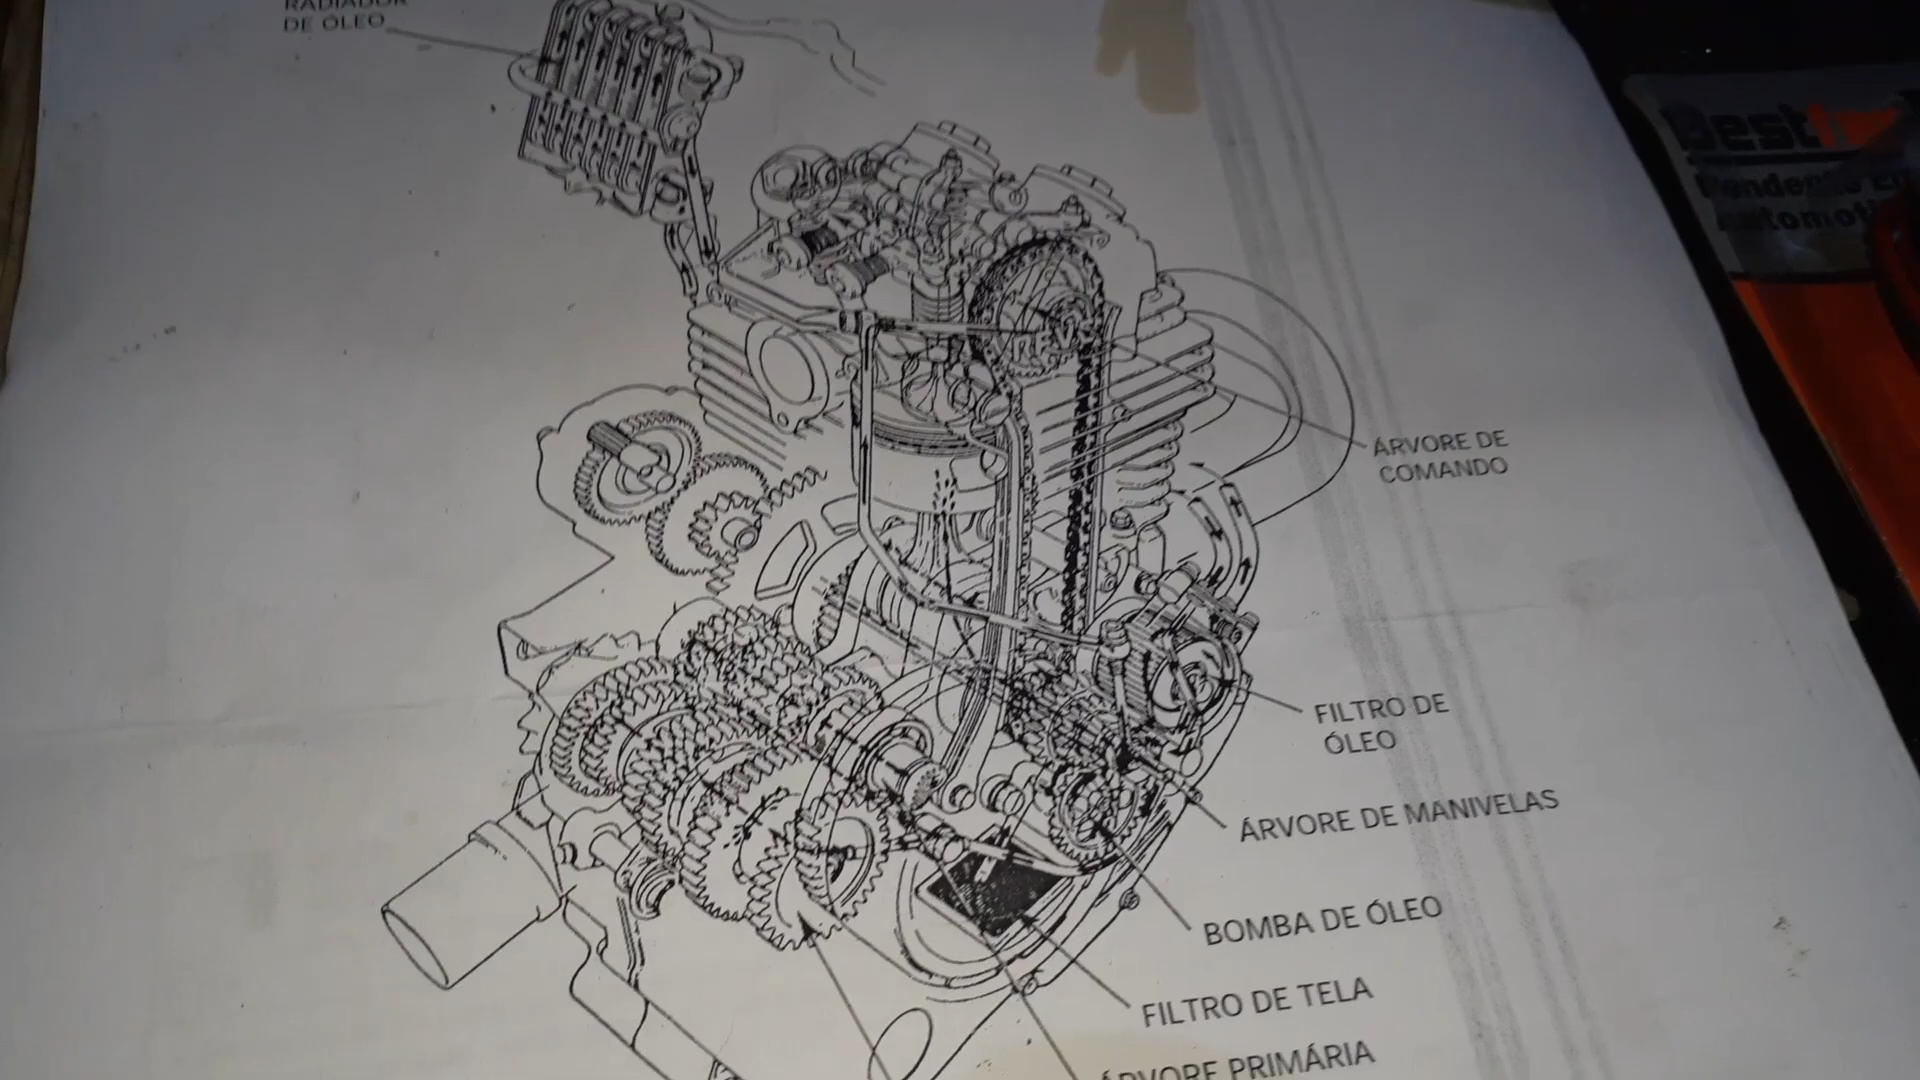 RADIADOR
DE ÓLEO
ÁRVORE DE
COMANDO
FILTRO DE
ÓLEO
ÁRVORE DE MANIVELAS
BOMBA DE ÓLEO
FILTRO DE TELA
ÁRVORE PRIMÁRIA
Best